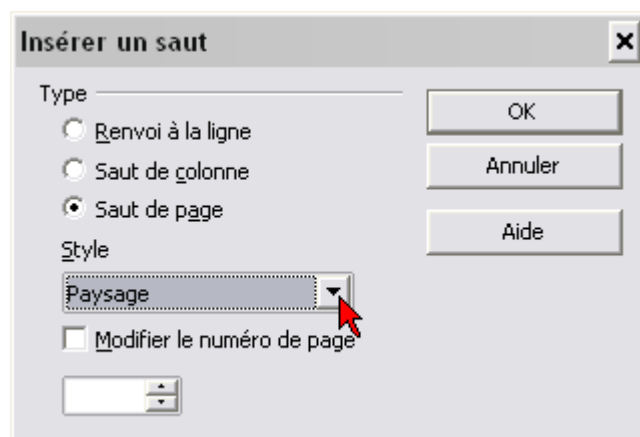 Insérer un saut
Type
Renvoi à la ligne
Saut de colonne
Saut de page
Style
Paysage
Modifier le numéro de page
OK
Annuler
Aide